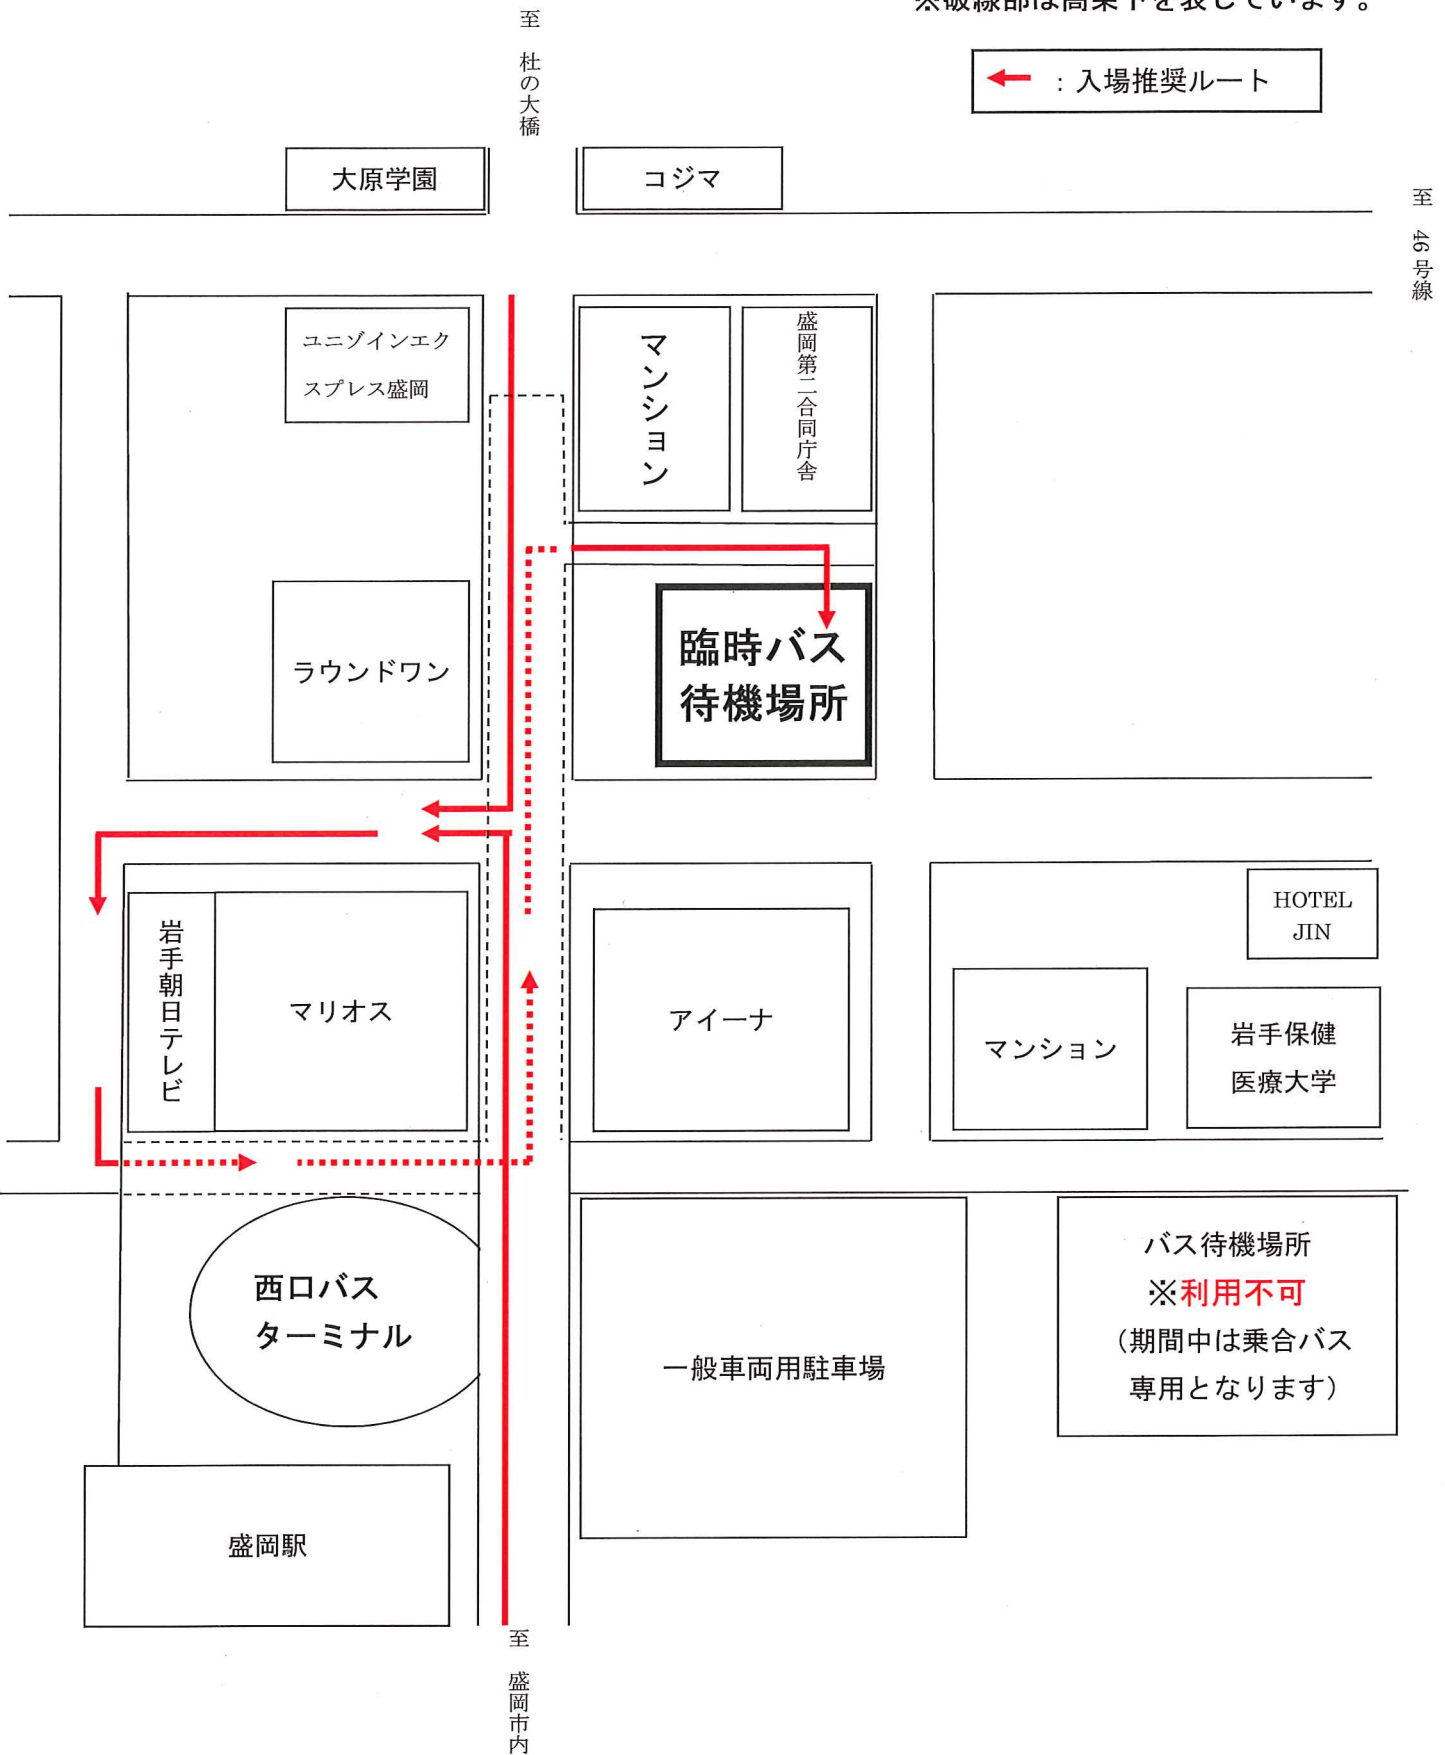 ※破線部は高架下を表しています。
至 杜の大橋
← ：入場推奨ルート
大原学園
コジマ
至 46号線
ユニゾインエク
スプレス盛岡
マンション
盛岡第二合同庁舎
ラウンドワン
臨時バス
待機場所
岩手朝日テレビ
マリオス
アイーナ
マンション
HOTEL
JIN
岩手保健
医療大学
西口バス
ターミナル
一般車両用駐車場
バス待機場所
※利用不可
（期間中は乗合バス
専用となります）
盛岡駅
至 盛岡市内